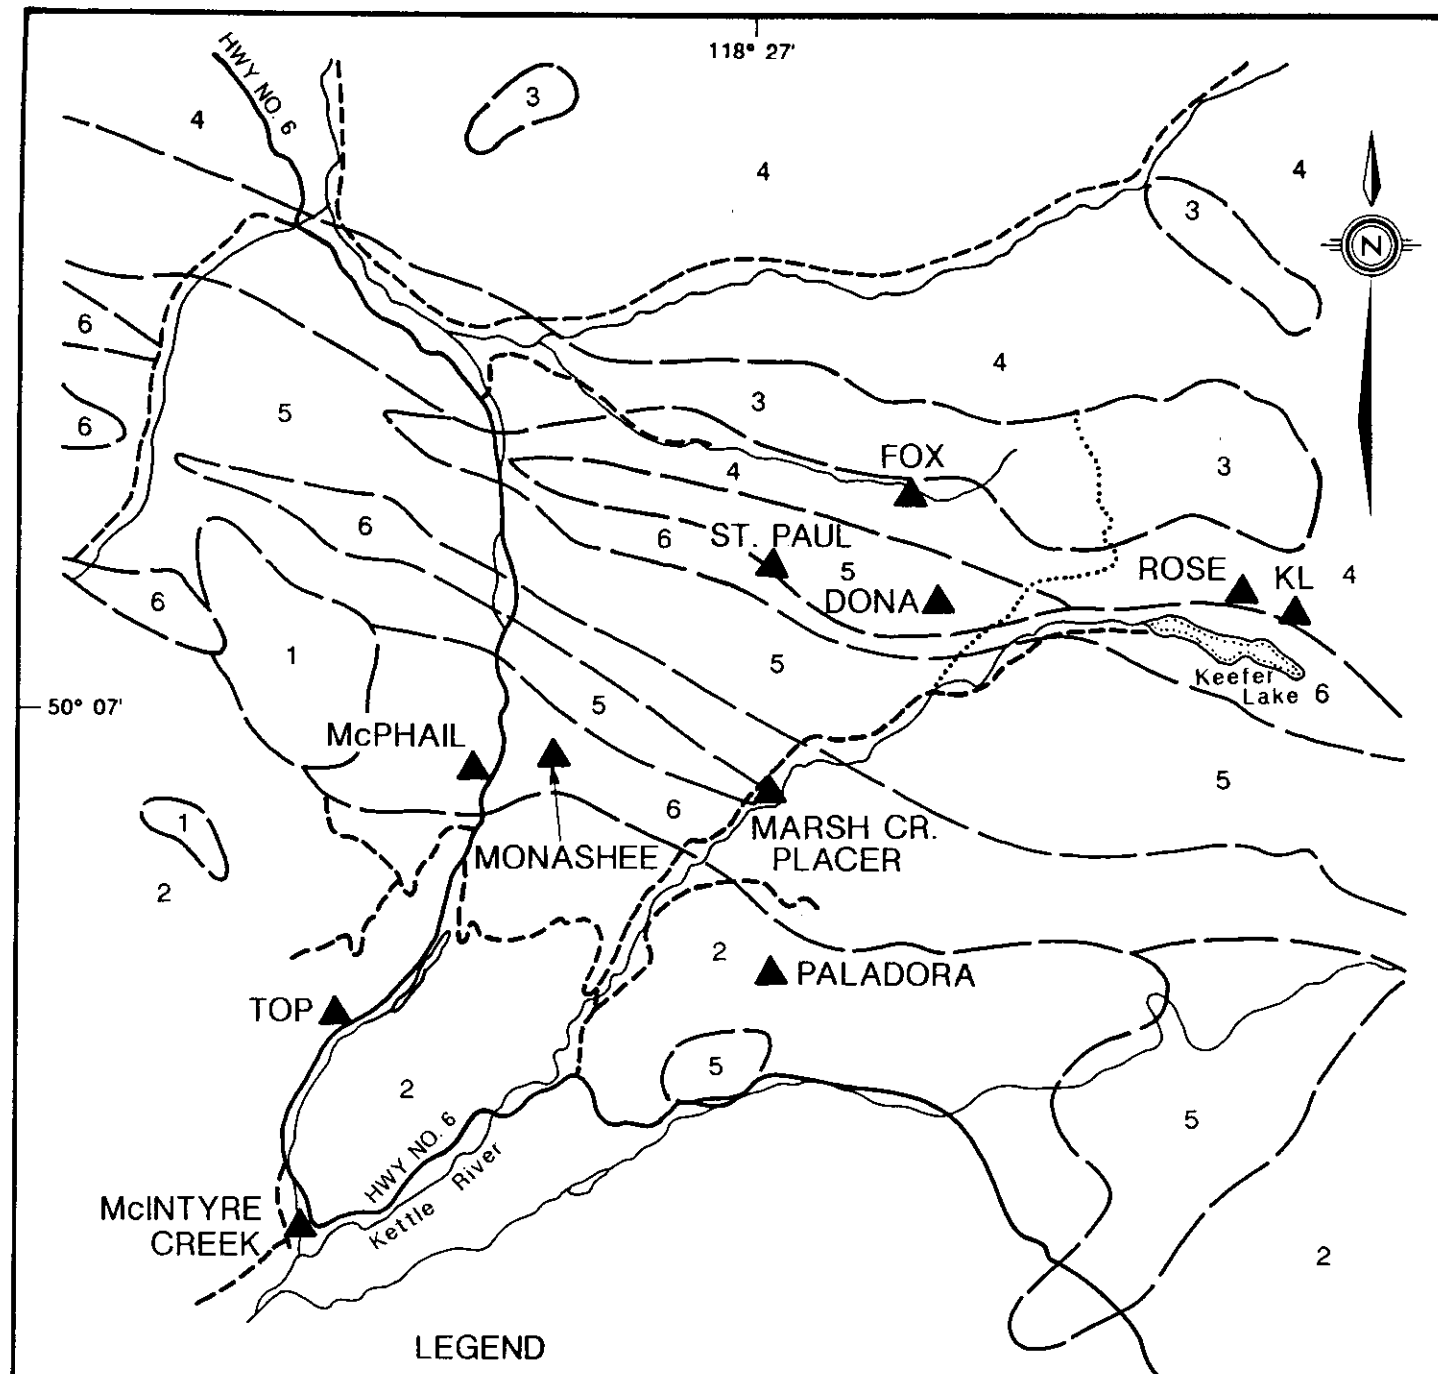 118° 27'
HWY NO. 6
3
4
4
4
3
6
4
5
3
6
FOX
3
4
6
ST. PAUL
6
5
ROSE
KL
4
DONA
6
1
5
Keefer
Lake
6
50° 07'
5
McPHAIL
5
1
6
MARSH CR.
PLACER
MONASHEE
2
2
PALADORA
TOP
5
2
5
HWY NO. 6
Kettle River
McINTYRE
CREEK
2
LEGEND
N